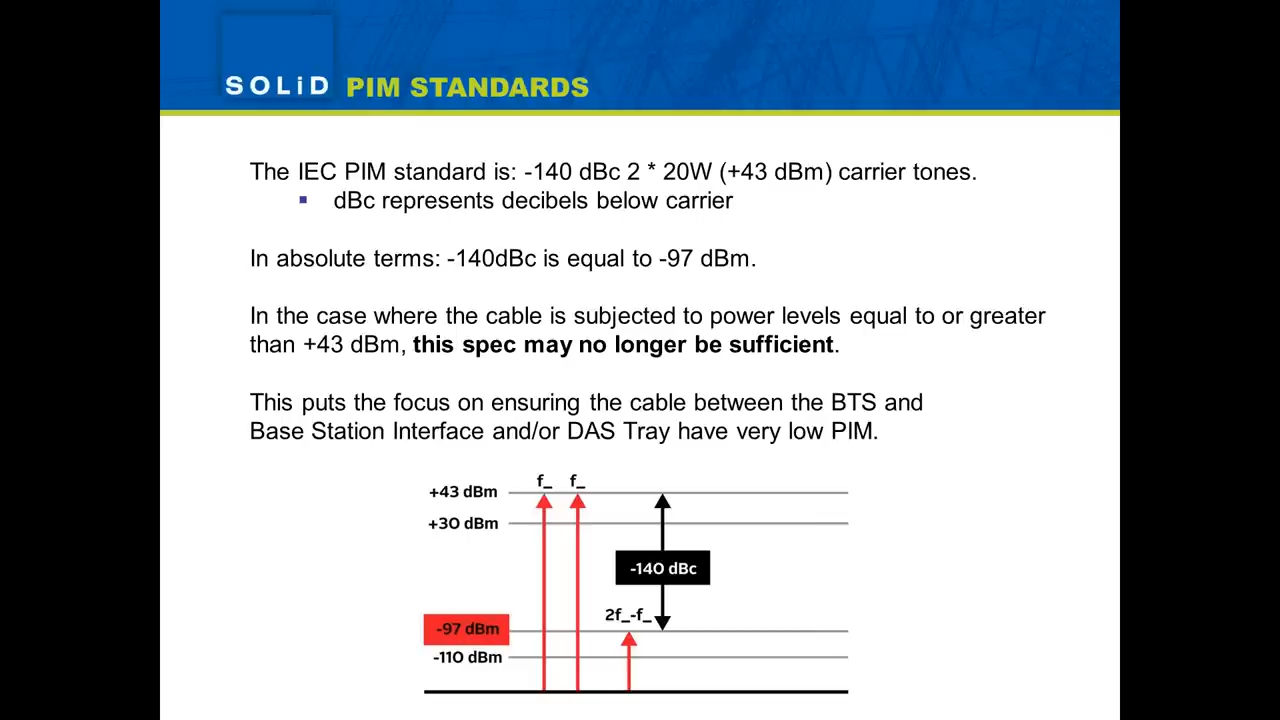 SOLiD PIM STANDARDS
The IEC PIM standard is: -140 dBc 2 * 20W (+43 dBm) carrier tones.
▪ dBc represents decibels below carrier
In absolute terms: -140dBc is equal to -97 dBm.
In the case where the cable is subjected to power levels equal to or greater
than +43 dBm, this spec may no longer be sufficient.
This puts the focus on ensuring the cable between the BTS and
Base Station Interface and/or DAS Tray have very low PIM.
f_ f_
+43 dBm
+30 dBm
-140 dBc
2f_-f_
-97 dBm
-110 dBm